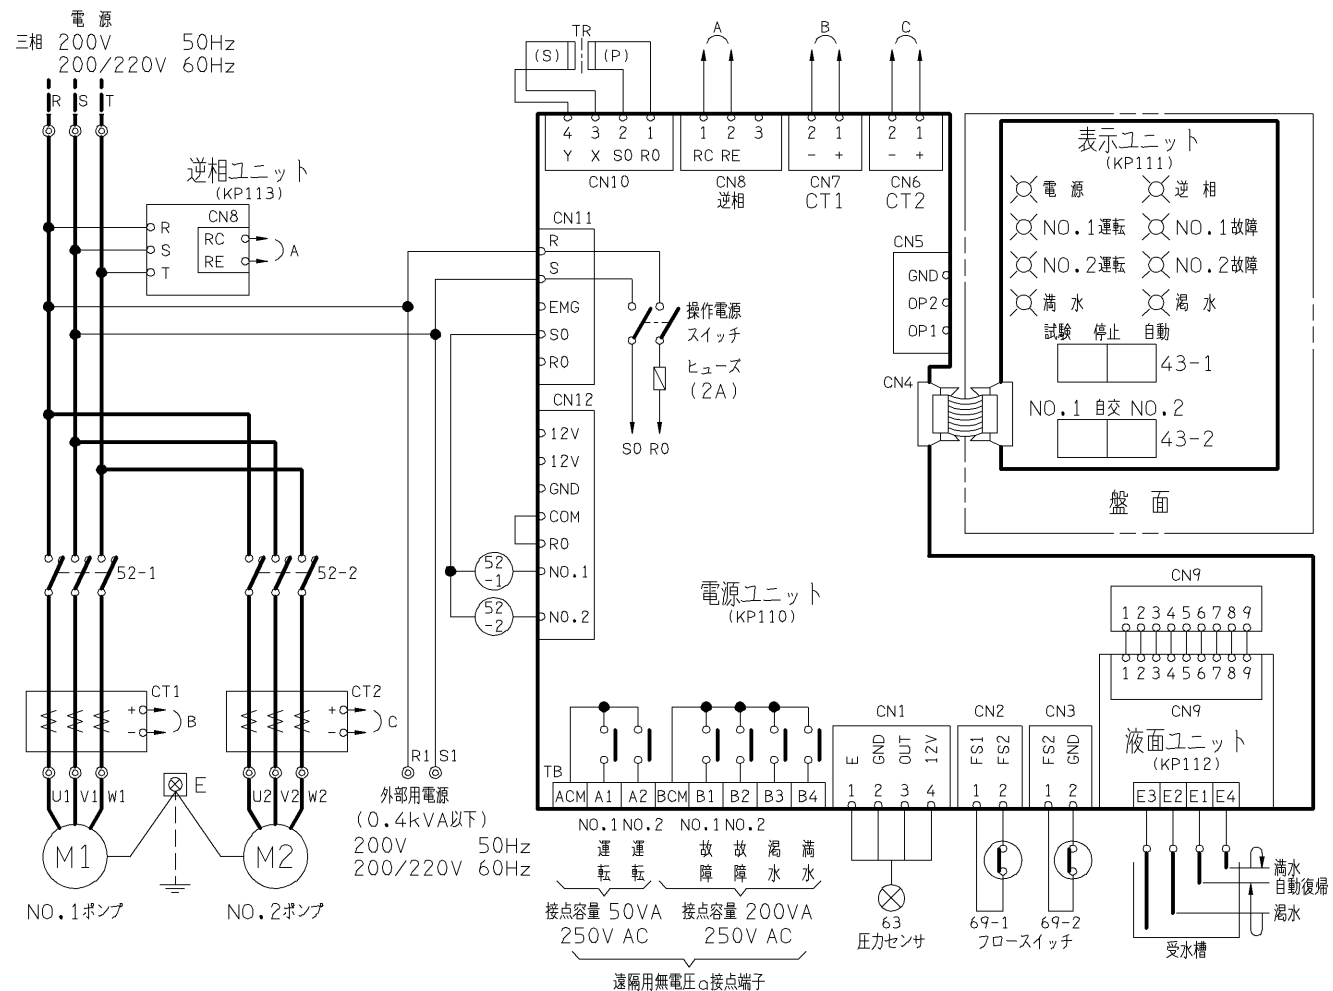 電 源
三相 200V 50Hz
200/220V 60Hz
R S T
逆相ユニット
(KP113)
CN8
R
S
T
RC
RE
A
52-1
52-2
CT1
+
-
B
CT2
+
-
C
U1 V1 W1
E
U2 V2 W2
M1
M2
NO.1ポンプ
NO.2ポンプ
R1 S1
外部用電源
(0.4kVA以下)
200V 50Hz
200/220V 60Hz
TR
(S) (P)
4 3 2 1
Y X S0 R0
CN10
A
1 2 3
RC RE
CN8
逆相
B
2 1
- +
CN7
CT1
C
2 1
- +
CN6
CT2
CN11
R
S
EMG
S0
R0
操作電源
スイッチ
ヒューズ
(2A)
S0 R0
CN12
12V
12V
GND
COM
R0
NO.1
NO.2
52
-1
52
-2
CN5
GND
OP2
OP1
CN4
表示ユニット
(KP111)
電 源 逆 相
NO.1運転 NO.1故障
NO.2運転 NO.2故障
満 水 渇 水
試験 停止 自動
43-1
NO.1 自交 NO.2
43-2
盤 面
電源ユニット
(KP110)
CN9
1 2 3 4 5 6 7 8 9
1 2 3 4 5 6 7 8 9
CN9
液面ユニット
(KP112)
E3 E2 E1 E4
TB
ACM A1 A2 BCM B1 B2 B3 B4
NO.1 NO.2 NO.1 NO.2
運転 運転 故障 故障 渇水 満水
接点容量 50VA
250V AC
接点容量 200VA
250V AC
遠隔用無電圧a接点端子
CN1
E GND OUT 12V
1 2 3 4
63
圧力センサ
CN2
FS1 FS2
1 2
CN3
FS2 GND
1 2
69-1 69-2
フロースイッチ
満水
自動復帰
渇水
受水槽